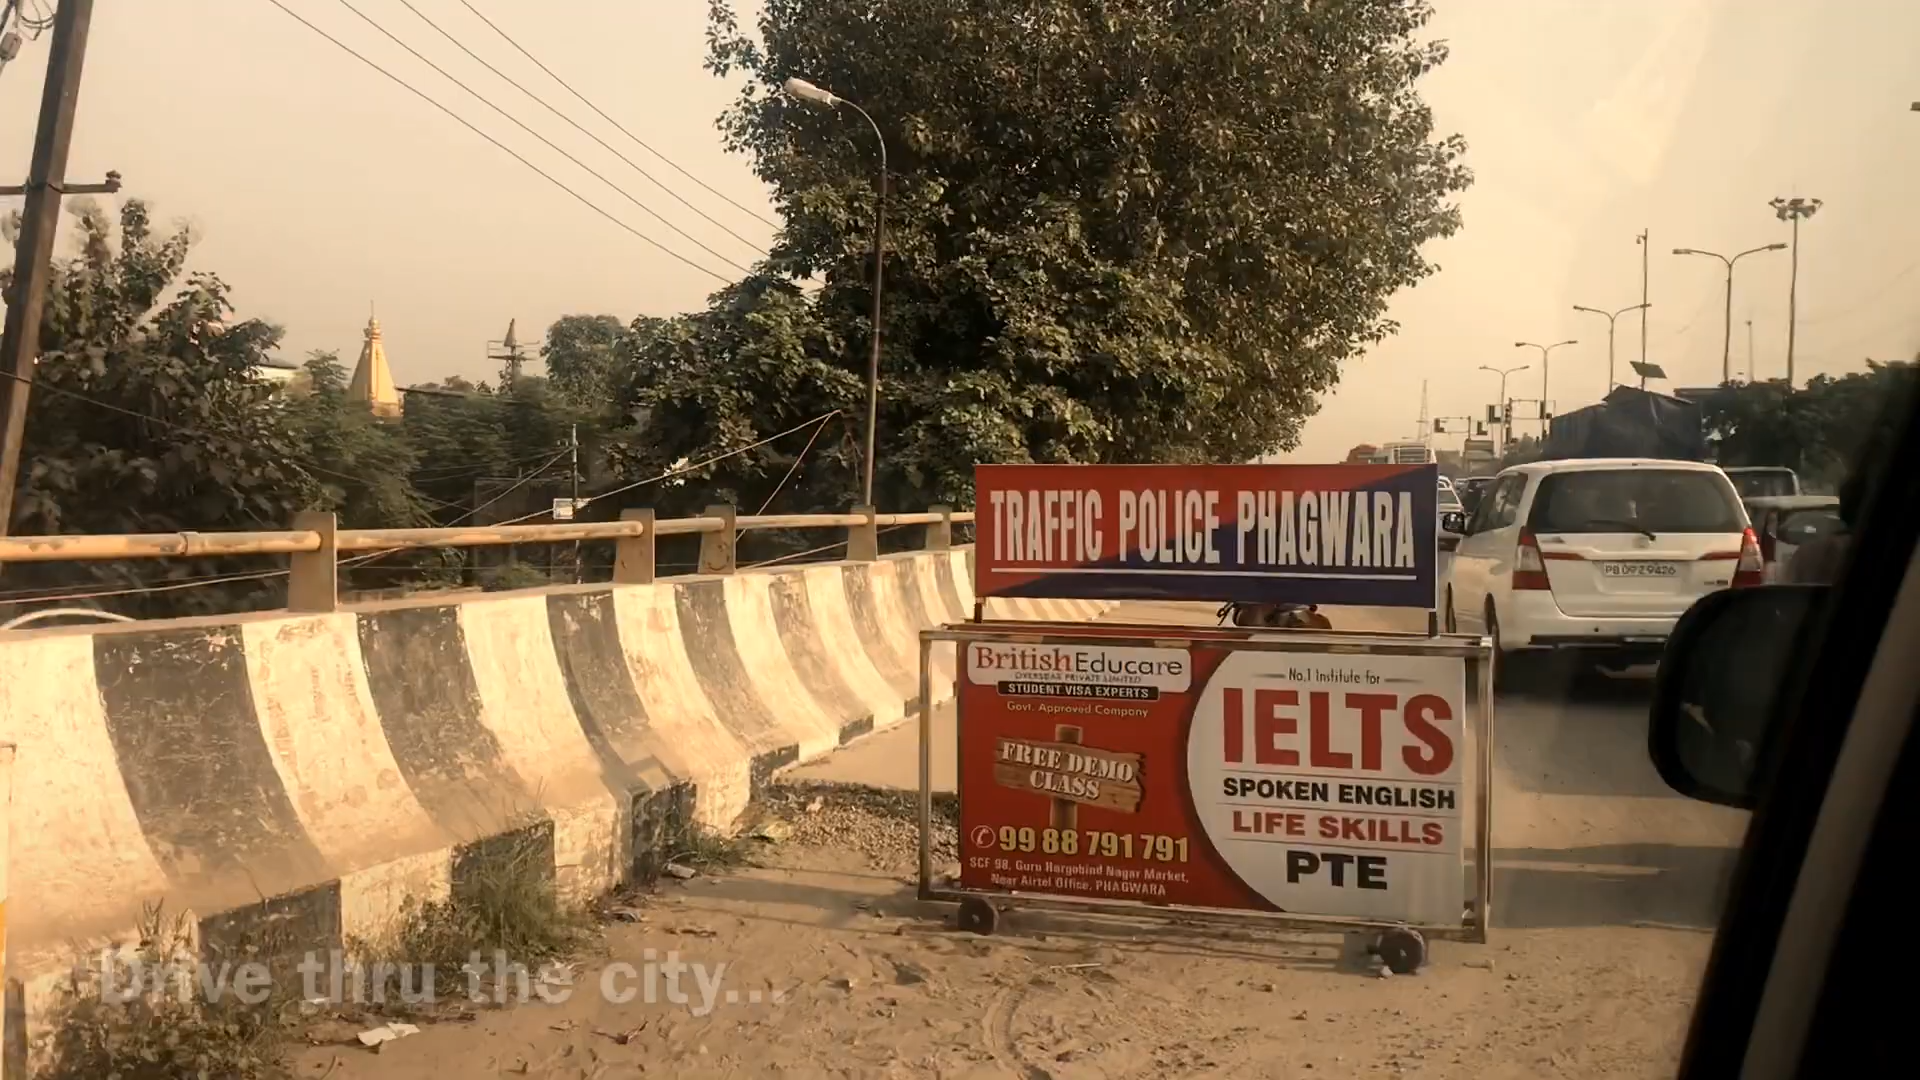 TRAFFIC POLICE PHAGWARA
British Educare
OVERSEAS PRIVATE LIMITED
STUDENT VISA EXPERTS
Govt. Approved Company
FREE DEMO
CLASS
99 88 791 791
SCF 98, Guru Hargobind Nagar Market,
Near Airtel Office, PHAGWARA
No.1 Institute for
IELTS
SPOKEN ENGLISH
LIFE SKILLS
PTE
PB 09Z 9426
Drive thru the city...